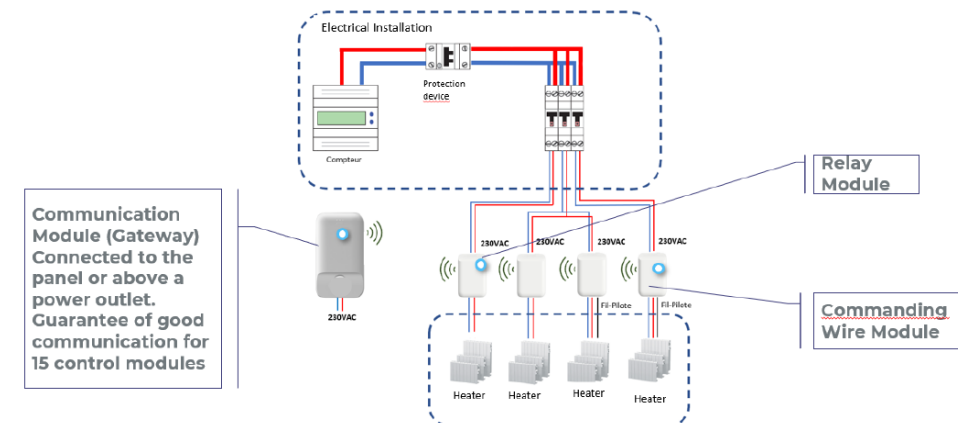 Electrical Installation
Protection
device
Compteur
Relay
Module
Communication
Module (Gateway)
Connected to the
panel or above a
power outlet.
Guarantee of good
communication for
15 control modules
230VAC
230VAC
230VAC
230VAC
230VAC
Fil-Pilote
Fil-Pilote
Commanding
Wire Module
Heater
Heater
Heater
Heater